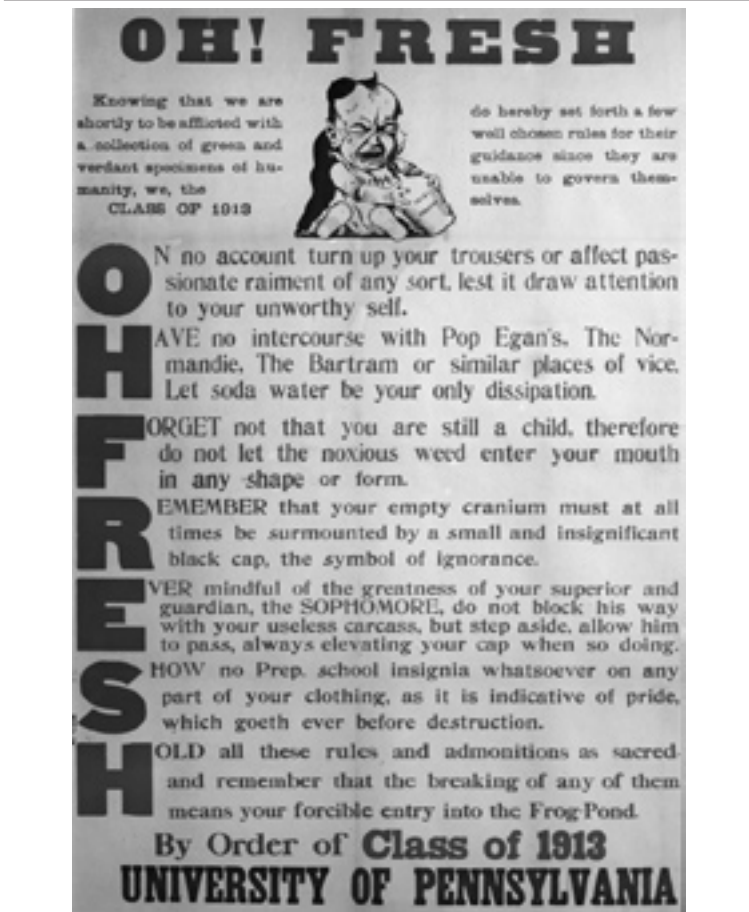 OH! FRESH
Knowing that we are
shortly to be afflicted with
a collection of green and
verdant specimens of hu-
manity, we, the
CLASS OF 1913
do hereby set forth a few
well chosen rules for their
guidance since they are
unable to govern them-
selves.
ON no account turn up your trousers or affect pas-
sionate raiment of any sort, lest it draw attention
to your unworthy self.
HAVE no intercourse with Pop Egan's, The Nor-
mandie, The Bartram or similar places of vice.
Let soda water be your only dissipation.
FORGET not that you are still a child, therefore
do not let the noxious weed enter your mouth
in any shape or form.
REMEMBER that your empty cranium must at all
times be surmounted by a small and insignificant
black cap, the symbol of ignorance.
EVER mindful of the greatness of your superior and
guardian, the SOPHOMORE, do not block his way
with your useless carcass, but step aside, allow him
to pass, always elevating your cap when so doing.
SHOW no Prep. school insignia whatsoever on any
part of your clothing, as it is indicative of pride,
which goeth ever before destruction.
HOLD all these rules and admonitions as sacred
and remember that the breaking of any of them
means your forcible entry into the Frog-Pond.
By Order of Class of 1913
UNIVERSITY OF PENNSYLVANIA